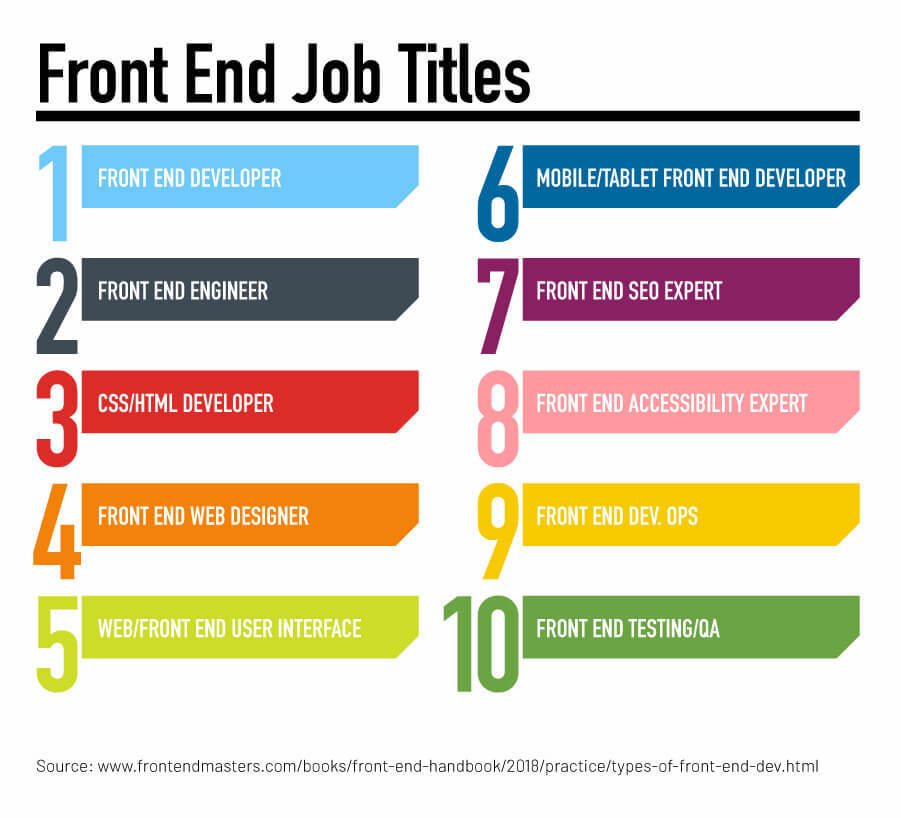 Front End Job Titles
1 FRONT END DEVELOPER
2 FRONT END ENGINEER
3 CSS/HTML DEVELOPER
4 FRONT END WEB DESIGNER
5 WEB/FRONT END USER INTERFACE
6 MOBILE/TABLET FRONT END DEVELOPER
7 FRONT END SEO EXPERT
8 FRONT END ACCESSIBILITY EXPERT
9 FRONT END DEV. OPS
10 FRONT END TESTING/QA
Source: www.frontendmasters.com/books/front-end-handbook/2018/practice/types-of-front-end-dev.html